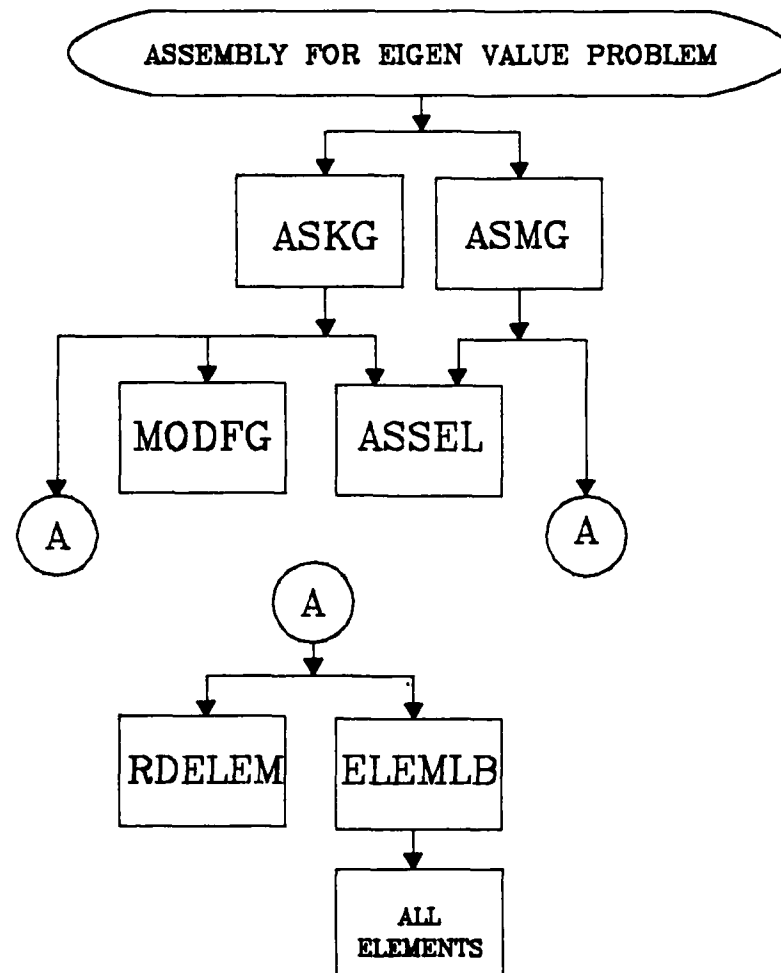 ASSEMBLY FOR EIGEN VALUE PROBLEM
ASKG
ASMG
MODFG
ASSEL
A
A
A
RDELEM
ELEMLB
ALL
ELEMENTS